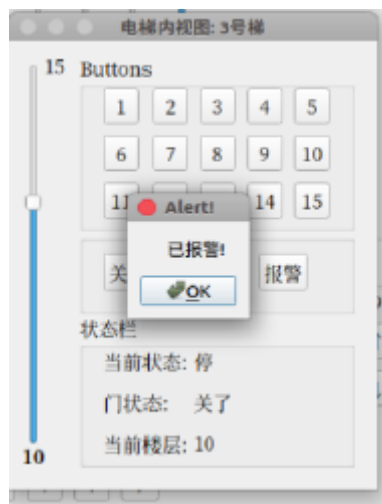 电梯内视图: 3号梯
15 Buttons
1 2 3 4 5
6 7 8 9 10
11 14 15
Alert!
已报警!
OK
关 报警
状态栏
当前状态: 停
门状态: 关了
当前楼层: 10
10